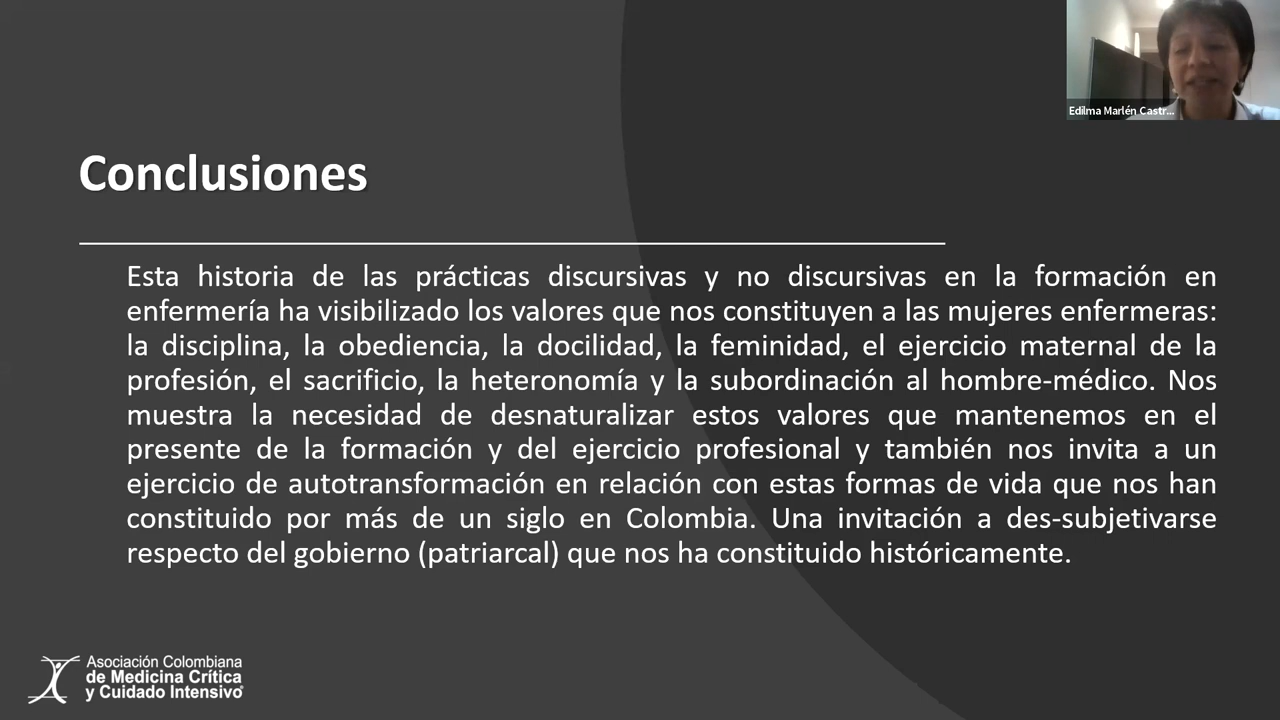 Edilma Marlén Castr...
Conclusiones
Esta historia de las prácticas discursivas y no discursivas en la formación en
enfermería ha visibilizado los valores que nos constituyen a las mujeres enfermeras:
la disciplina, la obediencia, la docilidad, la feminidad, el ejercicio maternal de la
profesión, el sacrificio, la heteronomía y la subordinación al hombre-médico. Nos
muestra la necesidad de desnaturalizar estos valores que mantenemos en el
presente de la formación y del ejercicio profesional y también nos invita a un
ejercicio de autotransformación en relación con estas formas de vida que nos han
constituido por más de un siglo en Colombia. Una invitación a des-subjetivarse
respecto del gobierno (patriarcal) que nos ha constituido históricamente.
Asociación Colombiana
de Medicina Crítica
y Cuidado Intensivo®